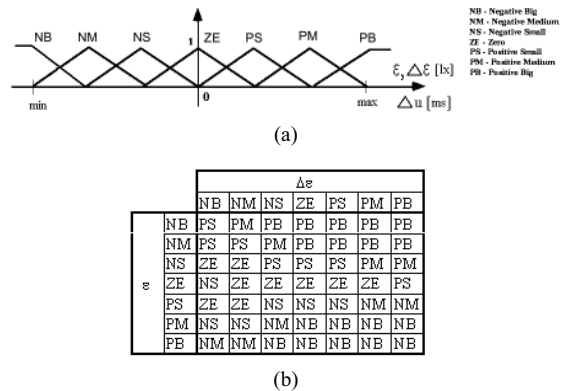 NB NM NS ZE PS PM PB
1
ξ, Δξ [lx]
min 0 max Δu [ms]
NB - Negative Big
NM - Negative Medium
NS - Negative Small
ZE - Zero
PS - Positive Small
PM - Positive Medium
PB - Positive Big
(a)
Δε
NB NM NS ZE PS PM PB
NB PS PM PB PB PB PB PB
NM PS PS PM PB PB PB PB
NS ZE ZE PS PS PS PM PM
ε ZE NS ZE ZE ZE ZE ZE PS
PS ZE ZE NS NS NS NM NM
PM NS NS NM NB NB NB NB
PB NM NM NB NB NB NB NB
(b)